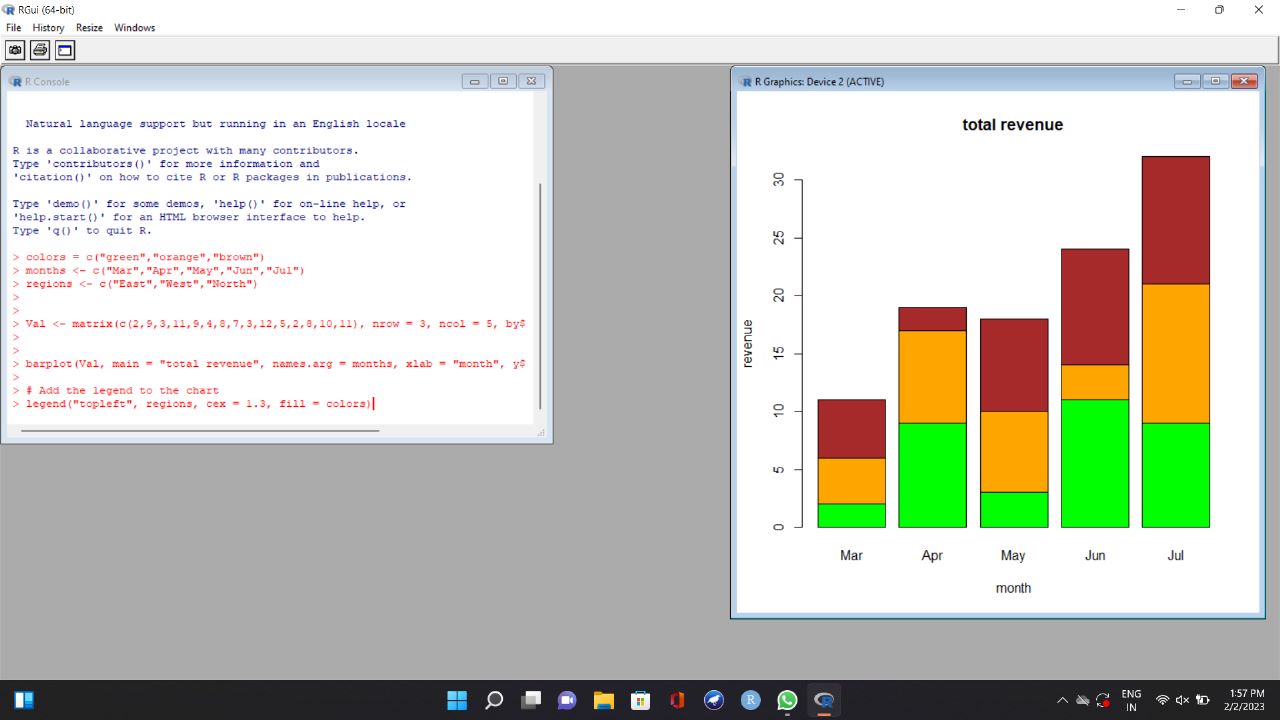 RGui (64-bit)
File History Resize Windows
R Console
Natural language support but running in an English locale
R is a collaborative project with many contributors.
Type 'contributors()' for more information and
'citation()' on how to cite R or R packages in publications.
Type 'demo()' for some demos, 'help()' for on-line help, or
'help.start()' for an HTML browser interface to help.
Type 'q()' to quit R.
> colors = c("green","orange","brown")
> months <- c("Mar","Apr","May","Jun","Jul")
> regions <- c("East","West","North")
>
>
> Val <- matrix(c(2,9,3,11,9,4,8,7,3,12,5,2,8,10,11), nrow = 3, ncol = 5, by$
>
>
> barplot(Val, main = "total revenue", names.arg = months, xlab = "month", y$
>
> # Add the legend to the chart
> legend("topleft", regions, cex = 1.3, fill = colors)
R Graphics: Device 2 (ACTIVE)
total revenue
revenue
30
25
20
15
10
5
0
Mar Apr May Jun Jul
month
ENG
IN
1:57 PM
2/2/2023